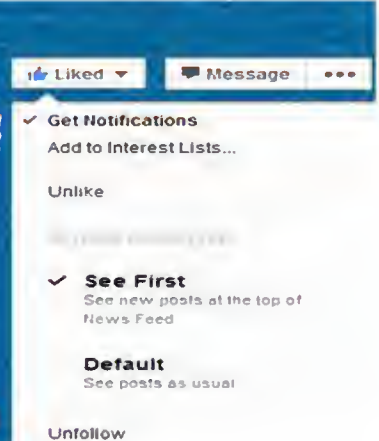 Liked Message
Get Notifications
Add to Interest Lists...
Unlike
See First
See new posts at the top of
News Feed
Default
See posts as usual
Unfollow